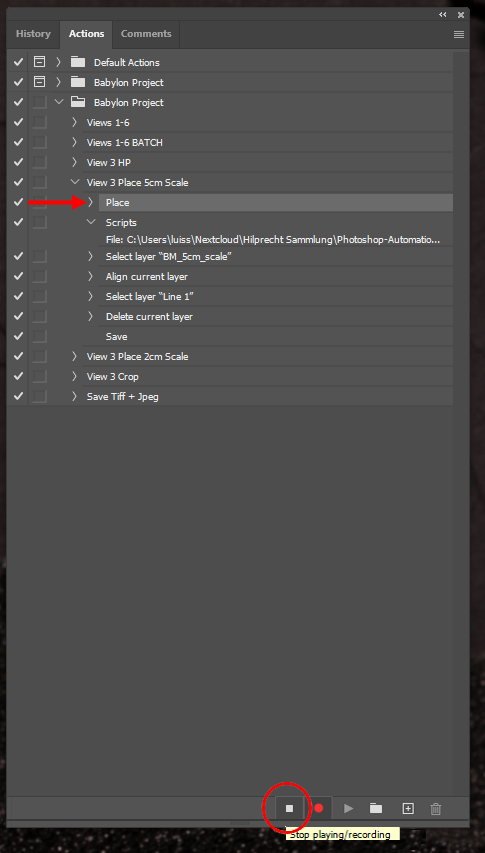 History Actions Comments
Default Actions
Babylon Project
Babylon Project
Views 1-6
Views 1-6 BATCH
View 3 HP
View 3 Place 5cm Scale
Place
Scripts
File: C:\Users\luiss\Nextcloud\Hilprecht Sammlung\Photoshop-Automatio...
Select layer “BM_5cm_scale”
Align current layer
Select layer “Line 1”
Delete current layer
Save
View 3 Place 2cm Scale
View 3 Crop
Save Tiff + Jpeg
Stop playing/recording